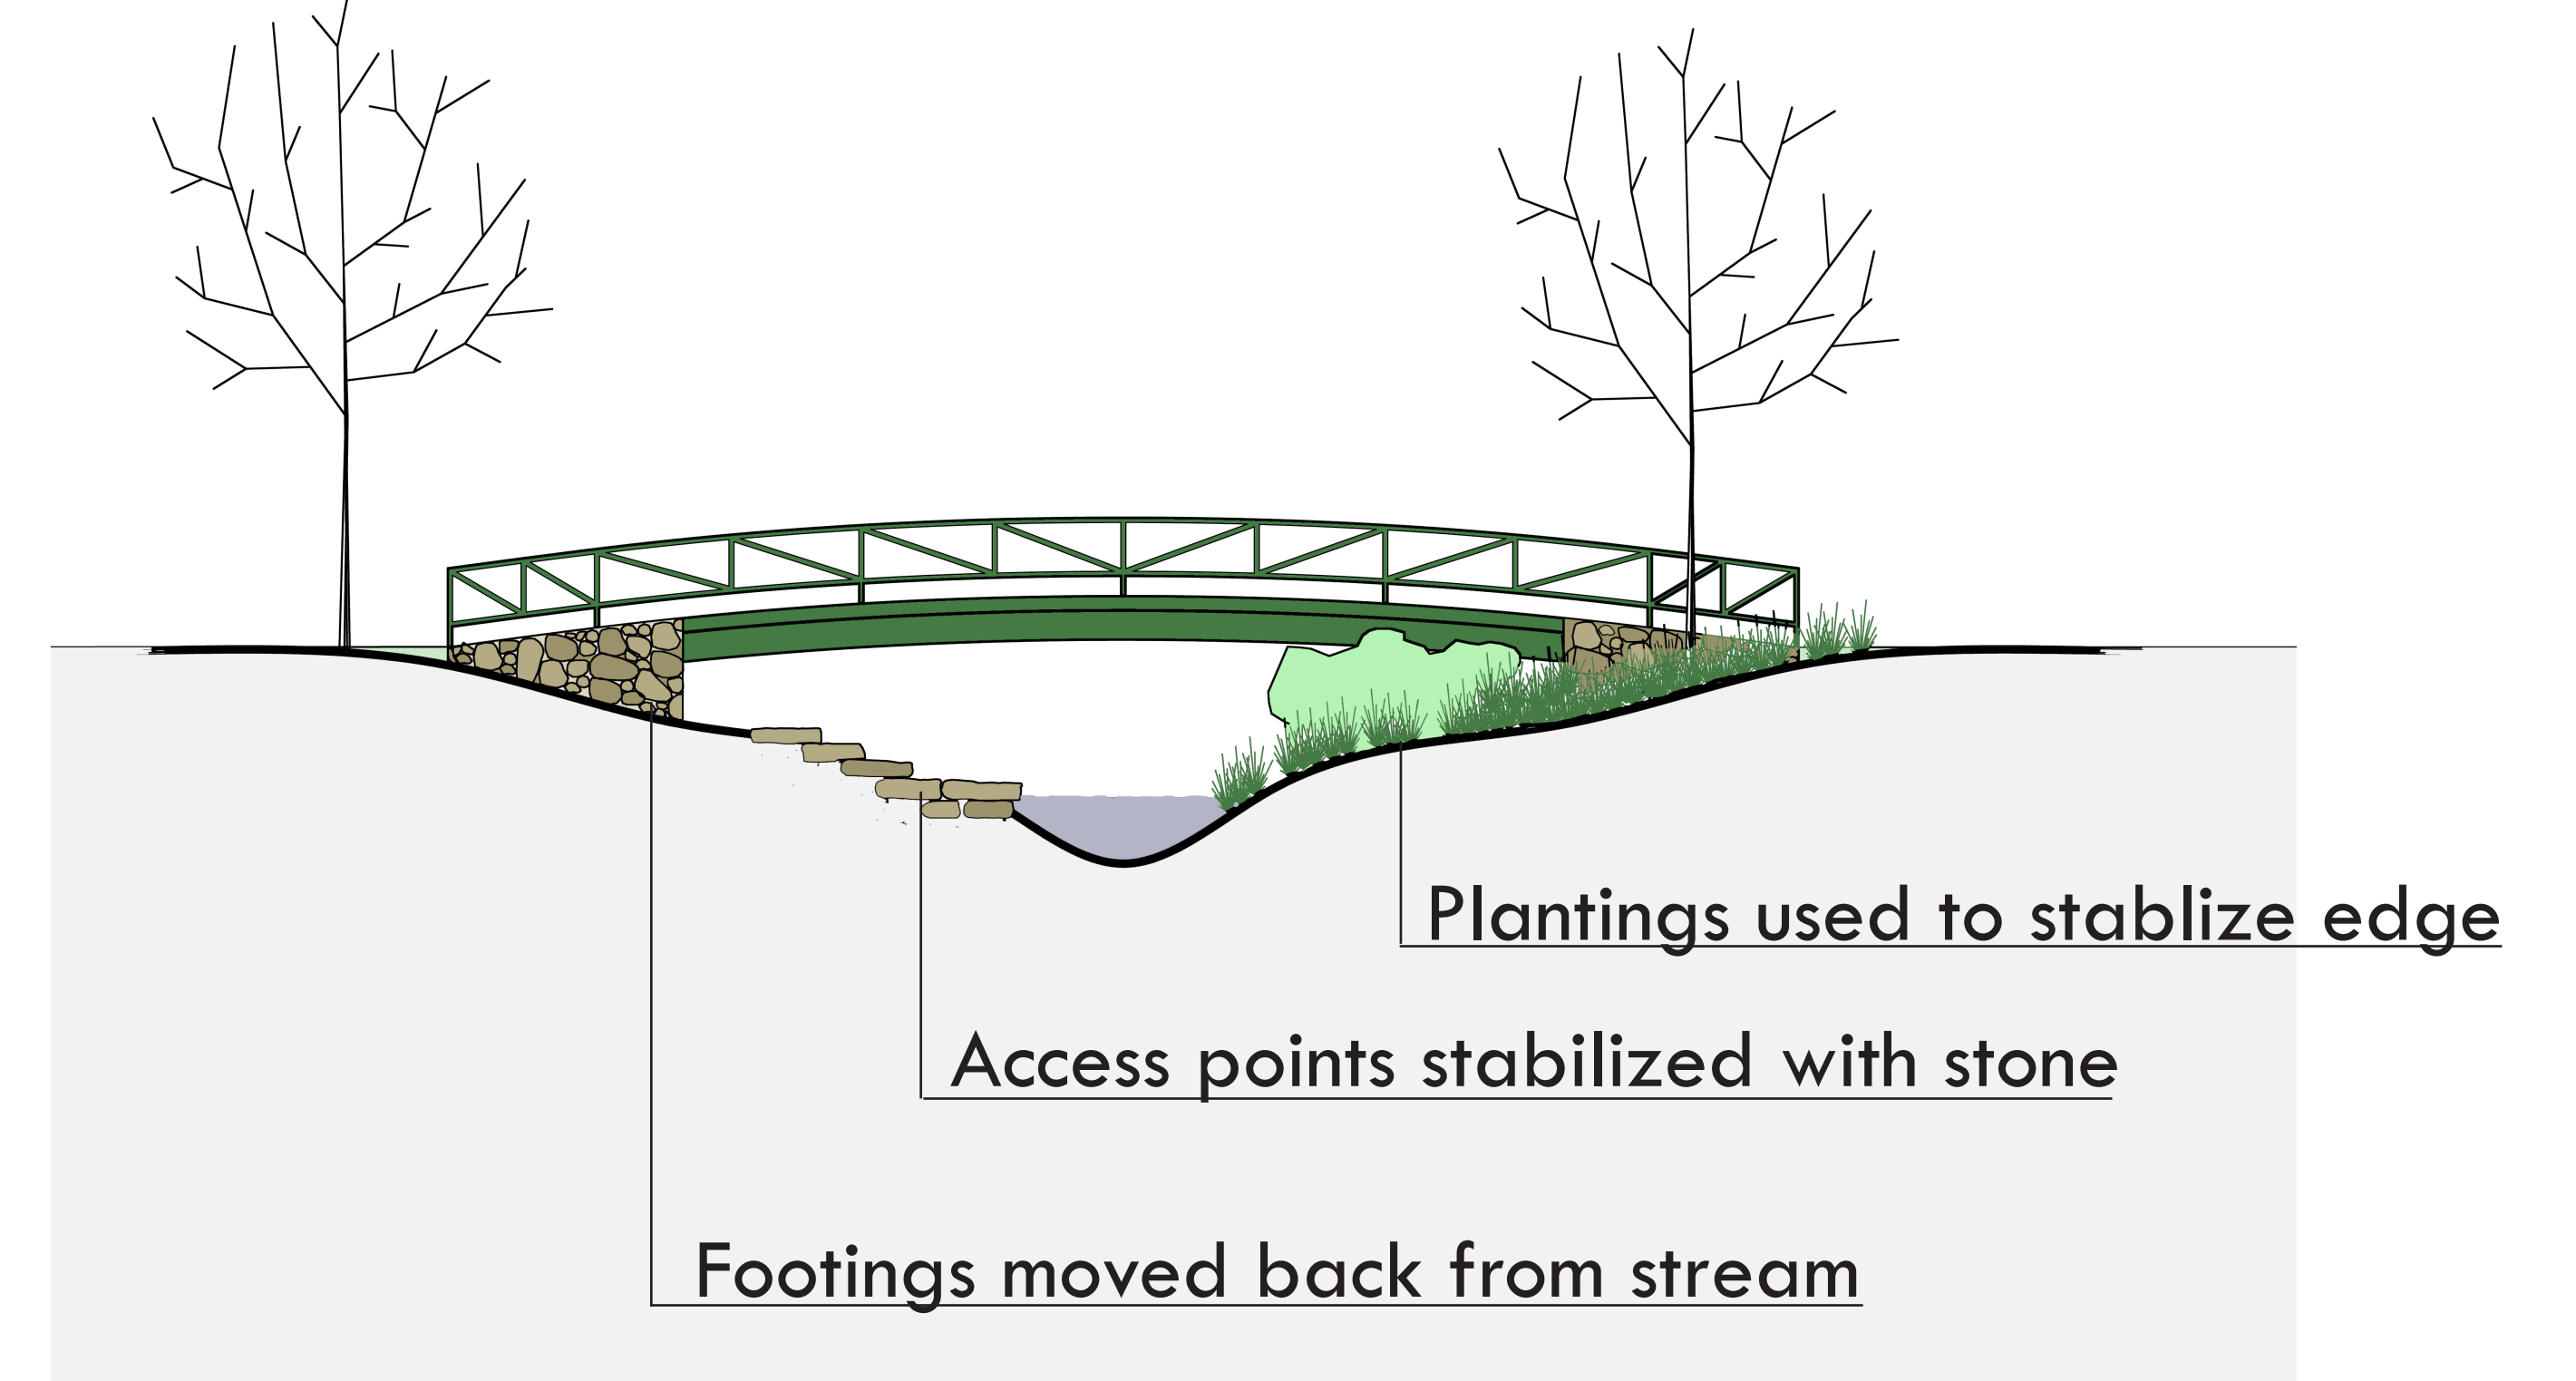 Plantings used to stablize edge
Access points stabilized with stone
Footings moved back from stream